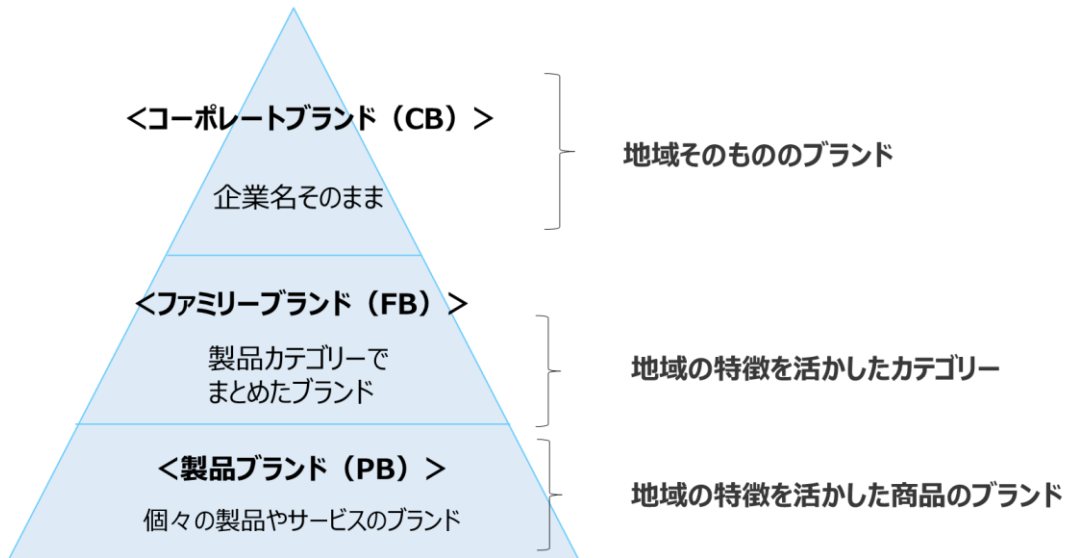 ＜コーポレートブランド（CB）＞
企業名そのまま
地域そのもののブランド
＜ファミリーブランド（FB）＞
製品カテゴリーで
まとめたブランド
地域の特徴を活かしたカテゴリー
＜製品ブランド（PB）＞
個々の製品やサービスのブランド
地域の特徴を活かした商品のブランド